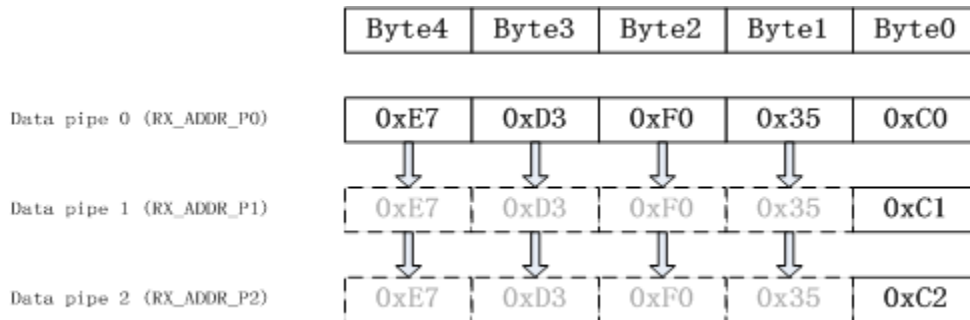 Byte4 Byte3 Byte2 Byte1 Byte0
Data pipe 0 (RX_ADDR_P0) 0xE7 0xD3 0xF0 0x35 0xC0
Data pipe 1 (RX_ADDR_P1) 0xE7 0xD3 0xF0 0x35 0xC1
Data pipe 2 (RX_ADDR_P2) 0xE7 0xD3 0xF0 0x35 0xC2